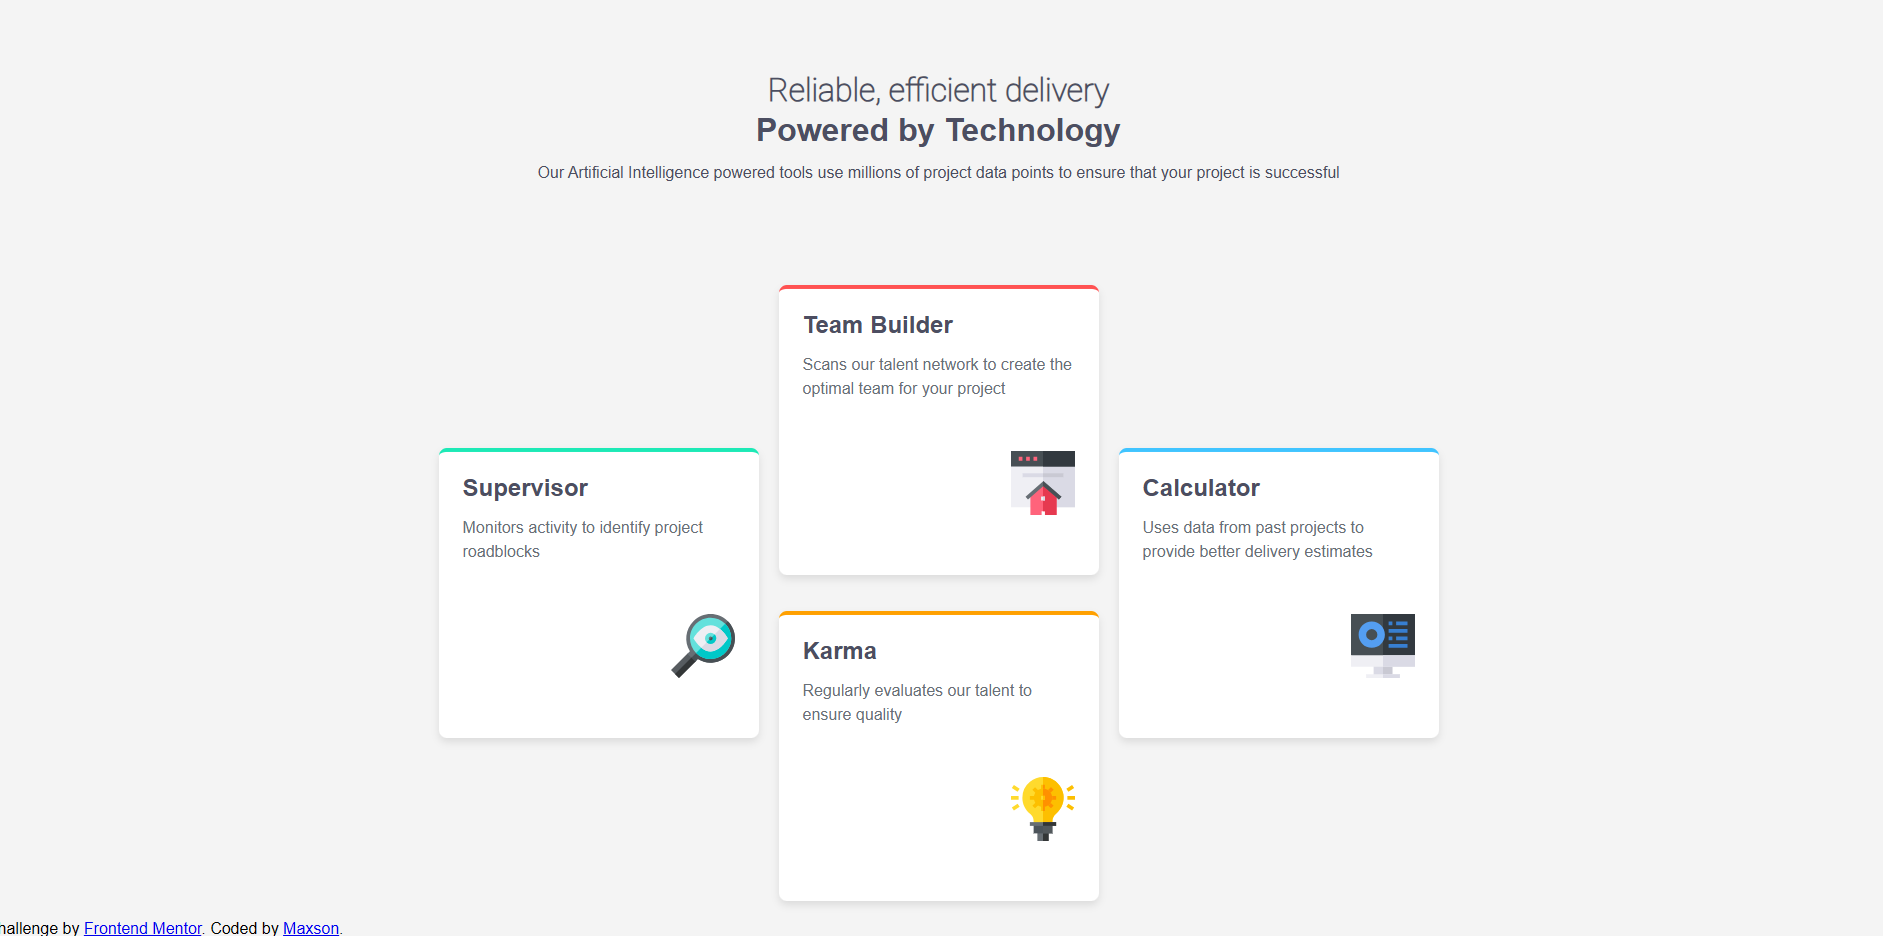 Reliable, efficient delivery
Powered by Technology
Our Artificial Intelligence powered tools use millions of project data points to ensure that your project is successful
Team Builder
Scans our talent network to create the
optimal team for your project
Supervisor
Monitors activity to identify project
roadblocks
Calculator
Uses data from past projects to
provide better delivery estimates
Karma
Regularly evaluates our talent to
ensure quality
hallenge by Frontend Mentor. Coded by Maxson.